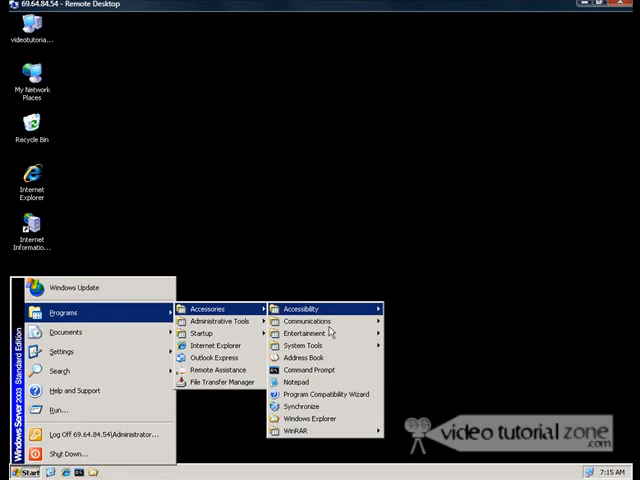 69.64.84.54 - Remote Desktop
videotutoria...
My Network
Places
Recycle Bin
Internet
Explorer
Internet
Informatio...
Windows Server 2003 Standard Edition
Windows Update
Programs
Documents
Settings
Search
Help and Support
Run...
Log Off 69.64.84.54\Administrator...
Shut Down...
Accessories
Administrative Tools
Startup
Internet Explorer
Outlook Express
Remote Assistance
File Transfer Manager
Accessibility
Communications
Entertainment
System Tools
Address Book
Command Prompt
Notepad
Program Compatibility Wizard
Synchronize
Windows Explorer
WinRAR
video tutorial zone
.com
Start
7:15 AM